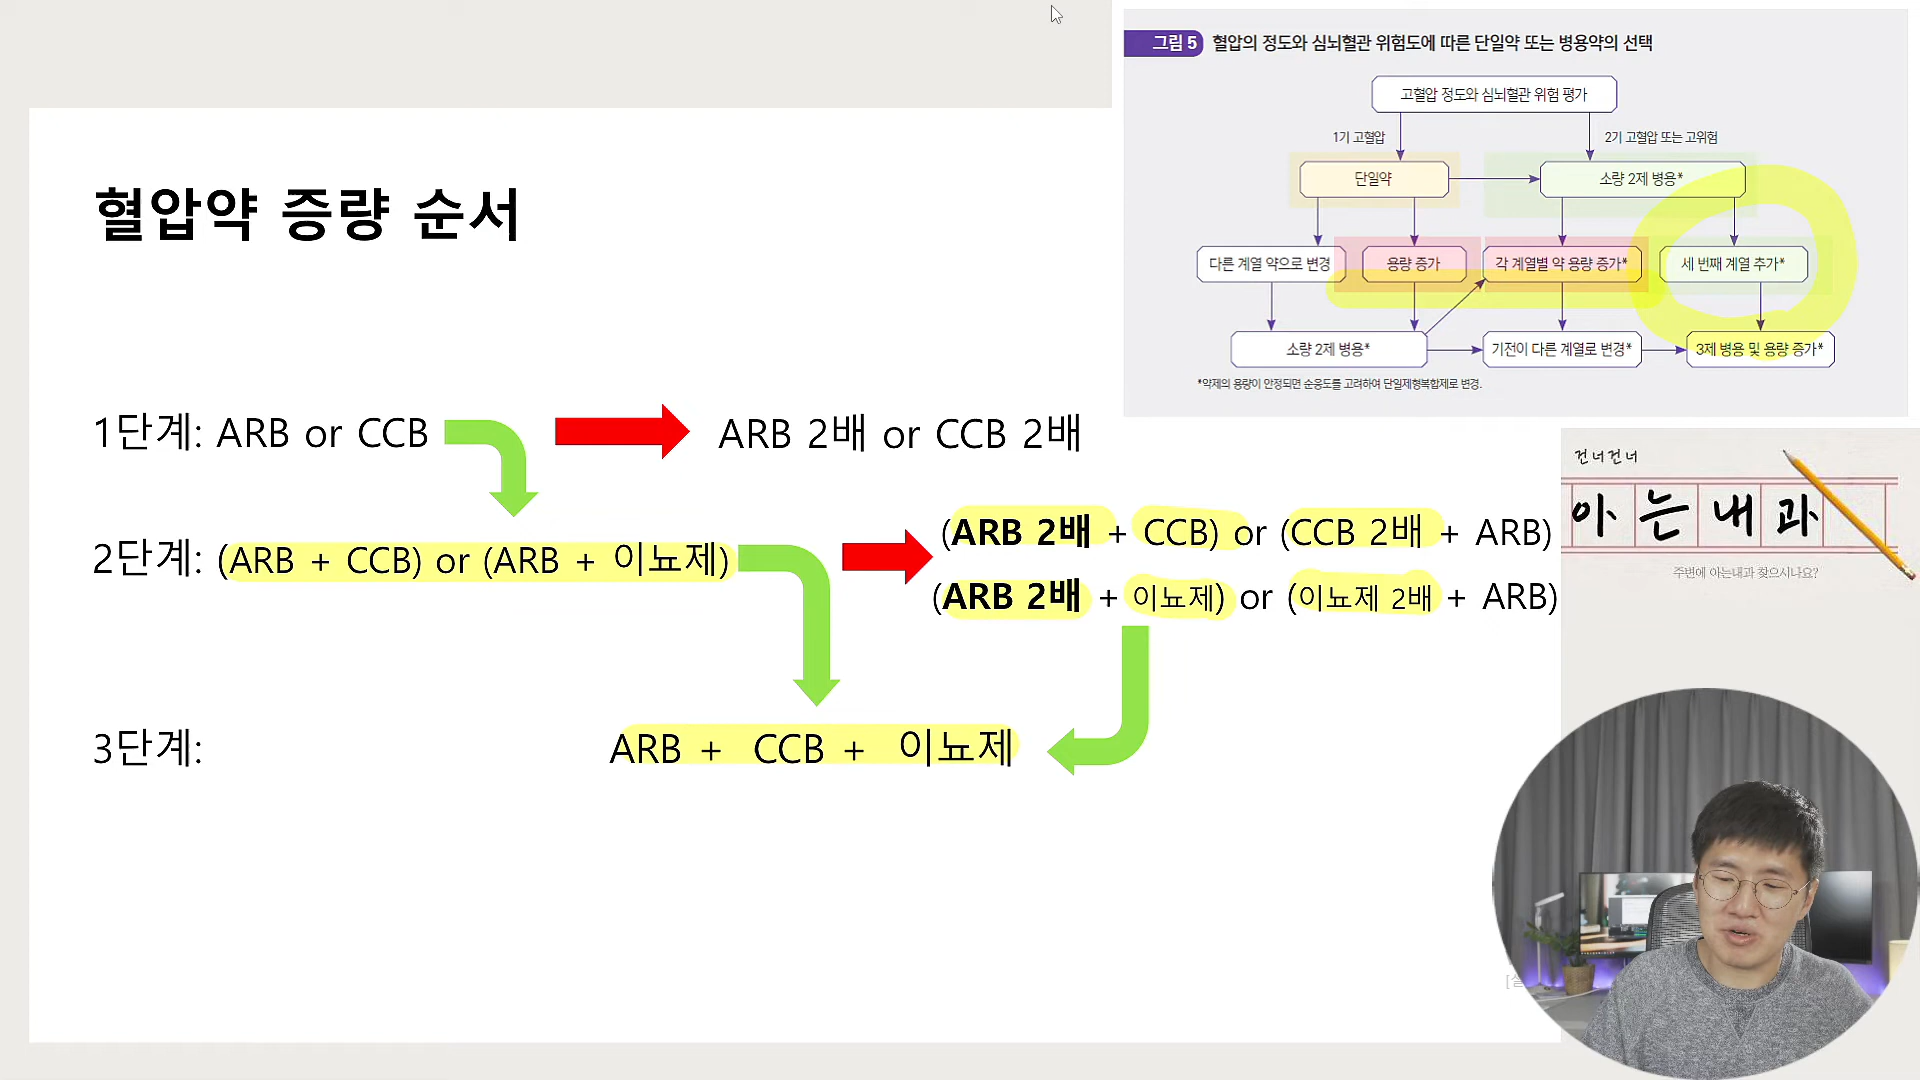 혈압약 증량 순서
1단계: ARB or CCB
ARB 2배 or CCB 2배
2단계: (ARB + CCB) or (ARB + 이뇨제)
(ARB 2배 + CCB) or (CCB 2배 + ARB)
(ARB 2배 + 이뇨제) or (이뇨제 2배 + ARB)
3단계:
ARB + CCB + 이뇨제
그림 5 혈압의 정도와 심뇌혈관 위험도에 따른 단일약 또는 병용약의 선택
고혈압 정도와 심뇌혈관 위험 평가
1기 고혈압
2기 고혈압 또는 고위험
단일약
소량 2제 병용*
다른 계열 약으로 변경
용량 증가
각 계열별 약 용량 증가*
세 번째 계열 추가*
소량 2제 병용*
기전이 다른 계열로 변경*
3제 병용 및 용량 증가*
*약제의 용량이 안정되면 순응도를 고려하여 단일제형복합제로 변경.
건너건너
아는내과
주변에 아는내과 찾으시나요?